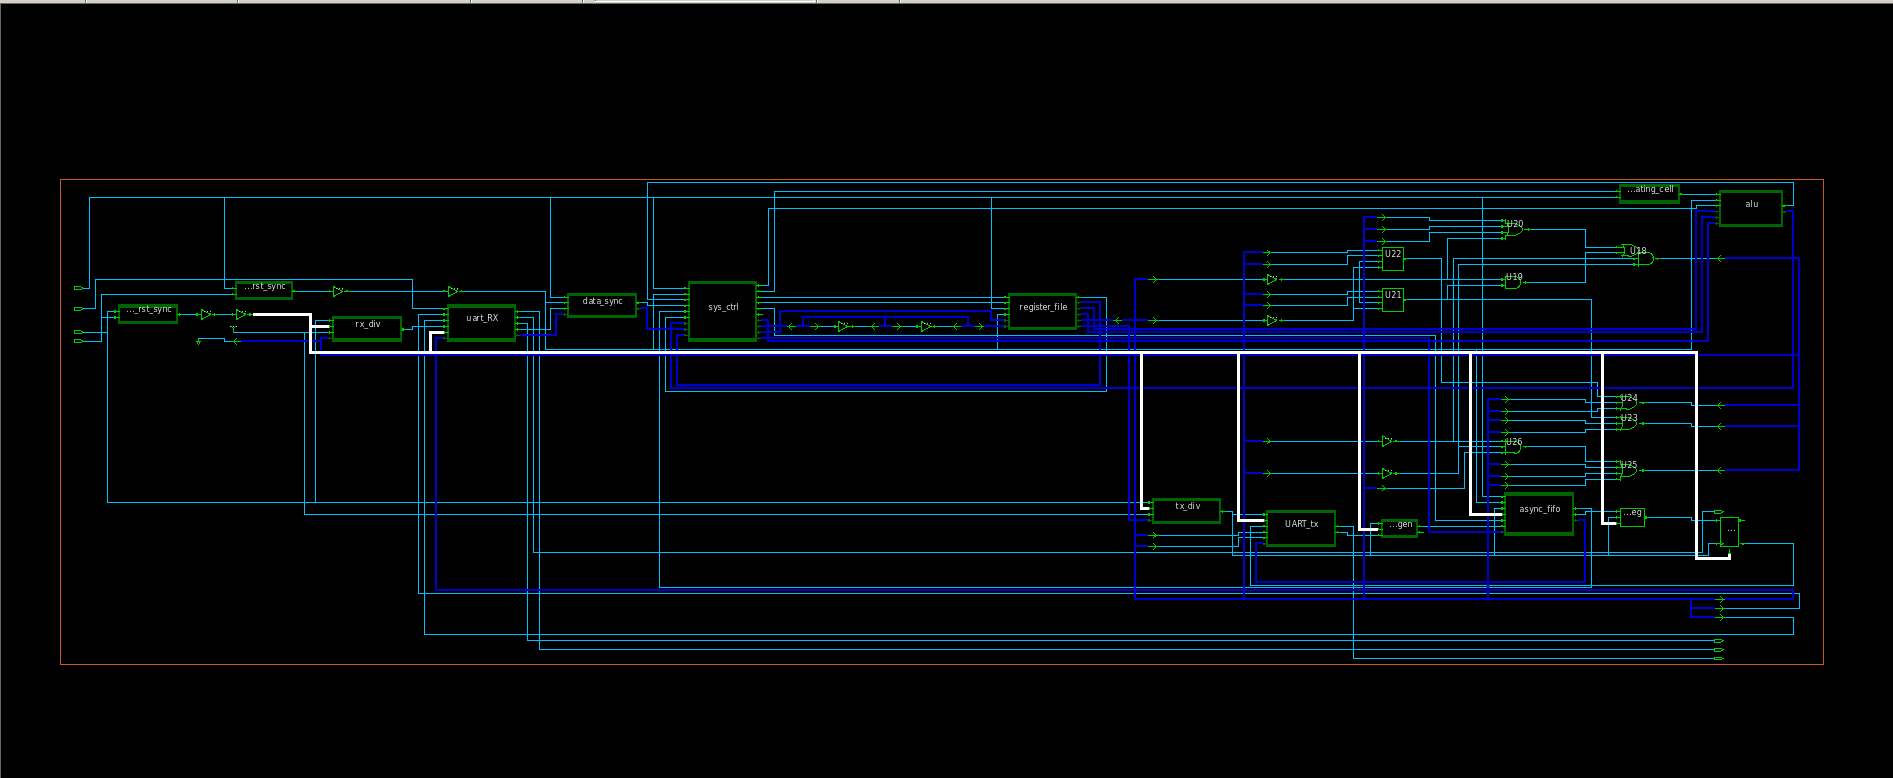 ...ating_cell
alu
U20
U18
U22
U19
U21
..._rst_sync
...rst_sync
rx_div
uart_RX
data_sync
sys_ctrl
register_file
U24
U23
U26
U25
tx_div
UART_tx
...gen
async_fifo
...eg
...